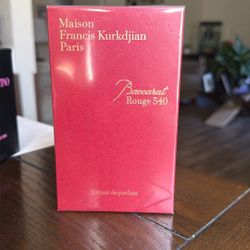 Maison
Francis Kurkdjian
Paris
Baccarat
Rouge 540
Extrait de parfum